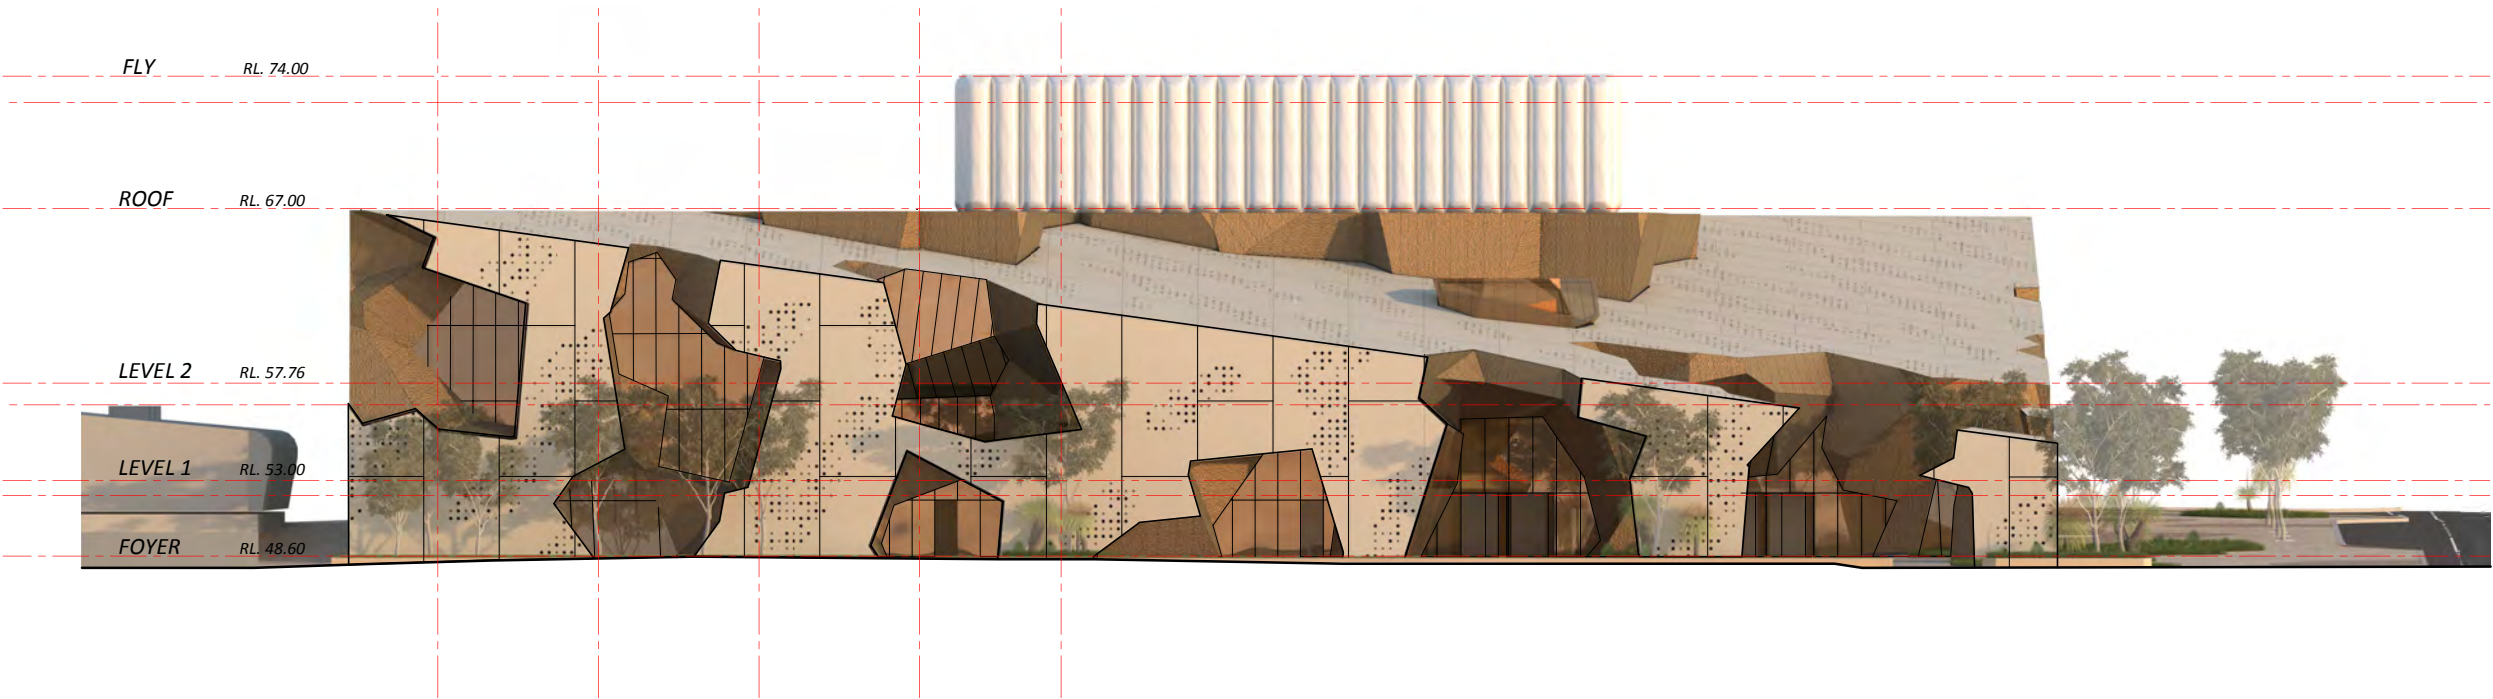 FLY RL. 74.00
ROOF RL. 67.00
LEVEL 2 RL. 57.76
LEVEL 1 RL. 53.00
FOYER RL. 48.60